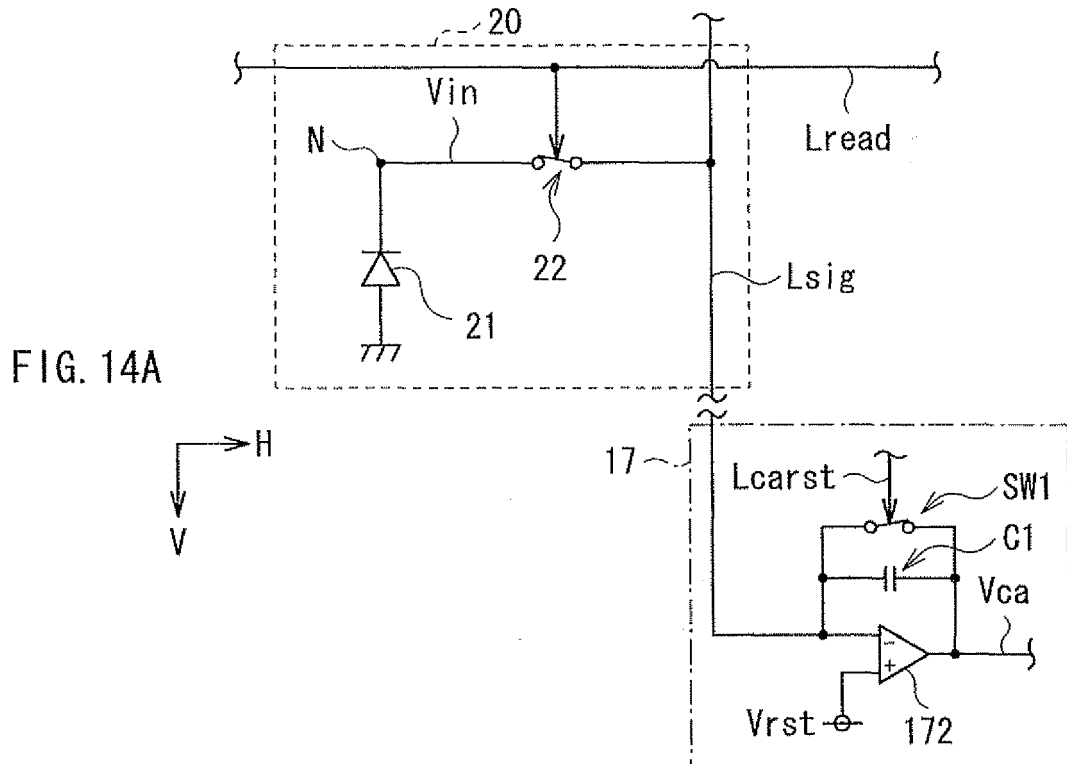 20
Vin
Lread
N
22
Lsig
21
FIG. 14A
H
17
Lcarst
SW1
V
C1
Vca
−
+
Vrst
172